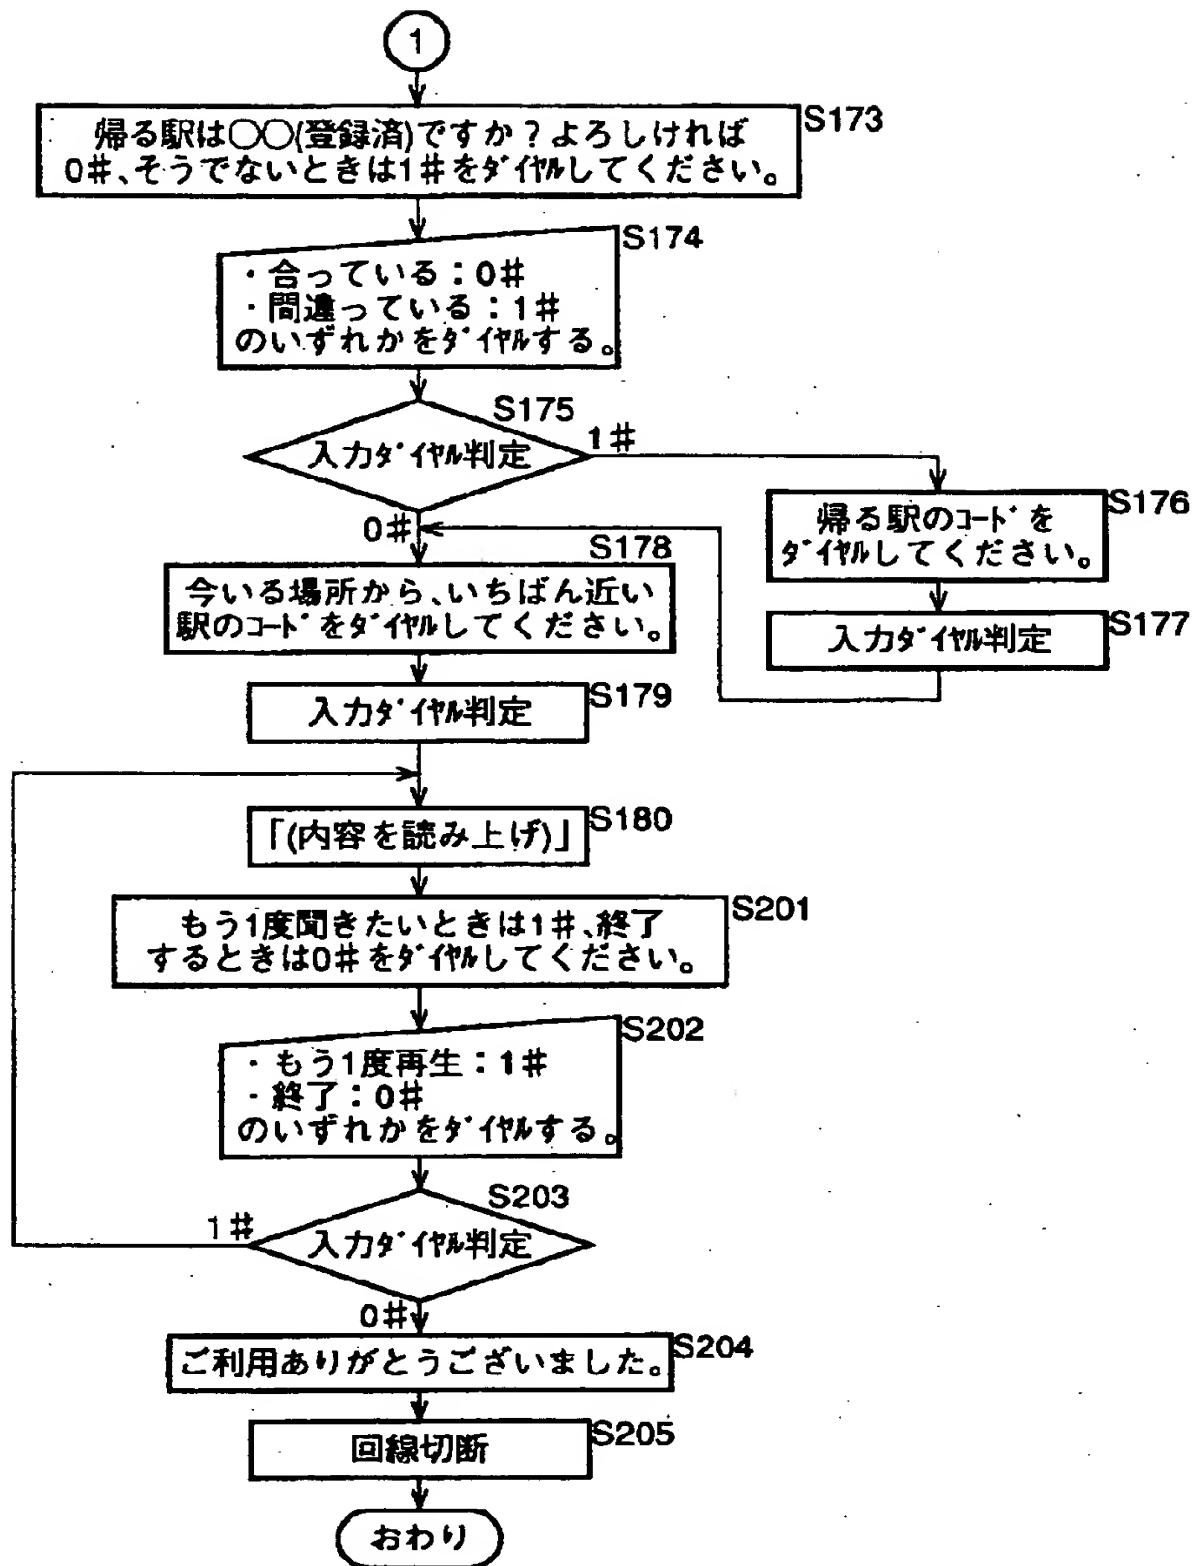 1
帰る駅は○○(登録済)ですか？よろしければ
0#、そうでないときは1#をﾀﾞｲﾔﾙしてください。
S173
S174
・合っている：0#
・間違っている：1#
のいずれかをﾀﾞｲﾔﾙする。
S175
入力ﾀﾞｲﾔﾙ判定
1#
0#
帰る駅のｺｰﾄﾞを
ﾀﾞｲﾔﾙしてください。
S176
入力ﾀﾞｲﾔﾙ判定
S177
S178
今いる場所から、いちばん近い
駅のｺｰﾄﾞをﾀﾞｲﾔﾙしてください。
入力ﾀﾞｲﾔﾙ判定
S179
「(内容を読み上げ)」
S180
もう1度聞きたいときは1#、終了
するときは0#をﾀﾞｲﾔﾙしてください。
S201
S202
・もう1度再生：1#
・終了：0#
のいずれかをﾀﾞｲﾔﾙする。
S203
1#
入力ﾀﾞｲﾔﾙ判定
0#
ご利用ありがとうございました。
S204
回線切断
S205
おわり